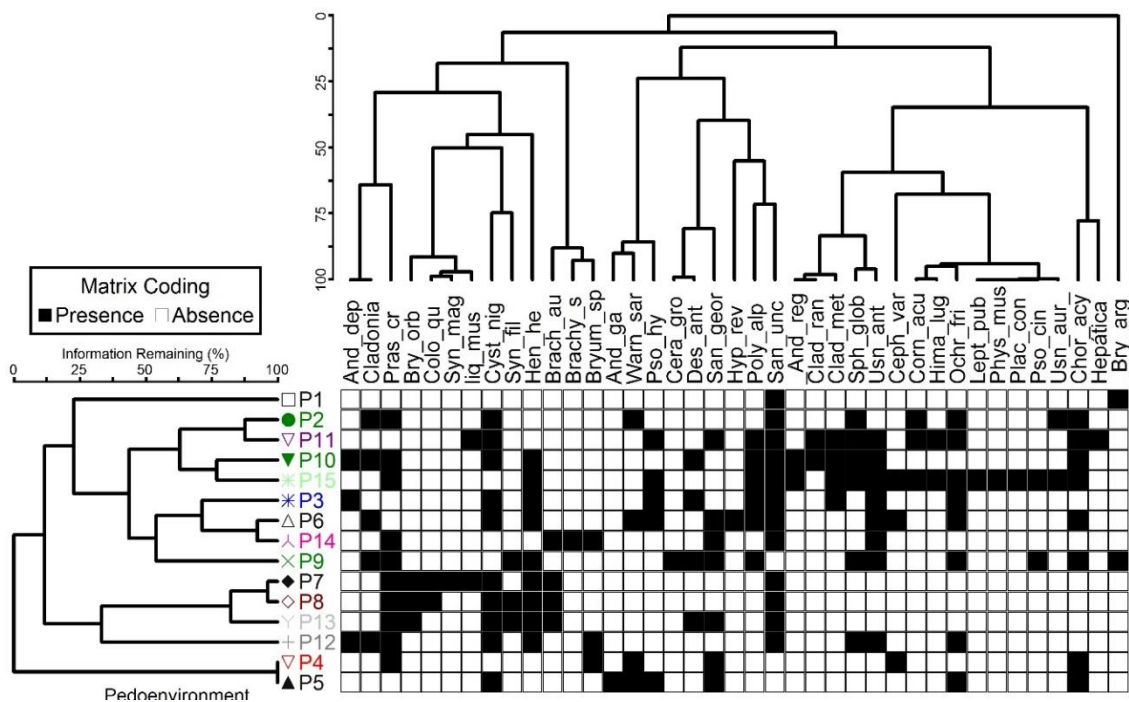 0
25
50
75
100
Matrix Coding
Presence Absence
Information Remaining (%)
0 25 50 75 100
And_dep
Cladonia
Pras_cr
Bry_orb
Colo_qu
Syn_mag
liq_mus
Cyst_nig
Syn_fil
Hen_he
Brach_au
Brachy_s
Bryum_sp
And_ga
Warn_sar
Pso_hy
Cera_gro
Des_ant
San_geor
Hyp_rev
Poly_alp
San_unc
And_reg
Clad_ran
Clad_met
Sph_glob
Usn_ant
Ceph_var
Corn_acu
Hima_lug
Ochr_fri
Lept_pub
Phys_mus
Plac_con
Pso_cin
Usn_aur_
Chor_acy
Hepática
Bry_arg
P1
P2
P11
P10
P15
P3
P6
P14
P9
P7
P8
P13
P12
P4
P5
Pedoenvironment